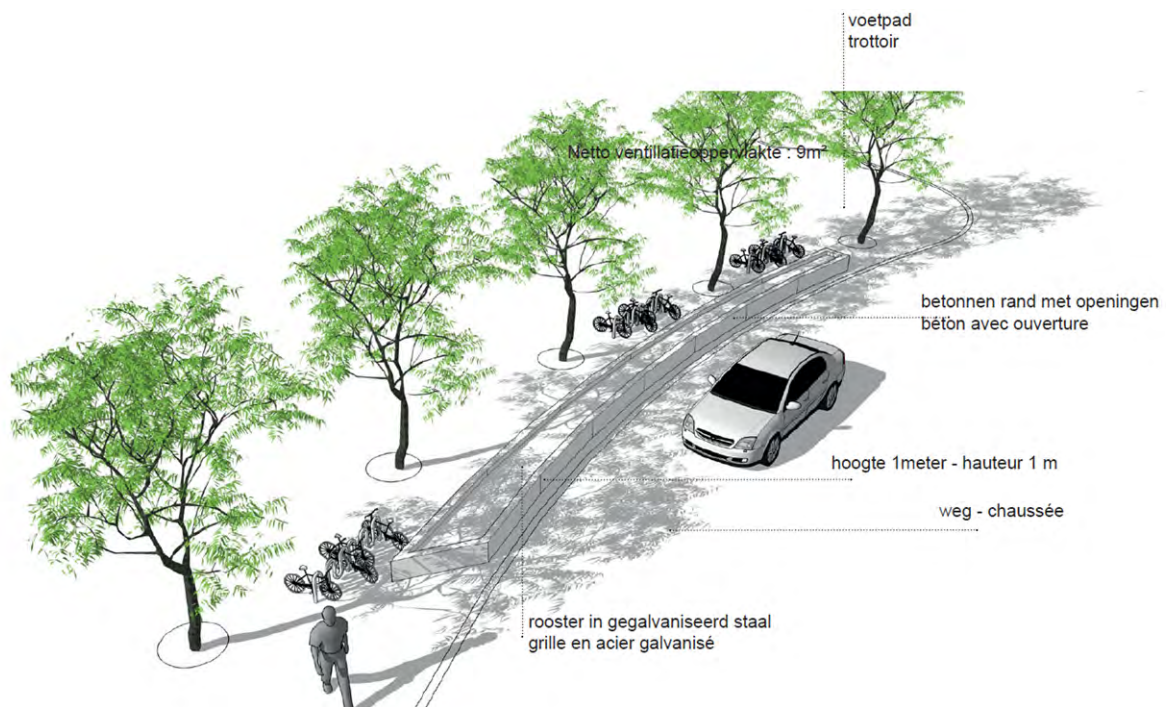 voetpad
trottoir
Netto ventillatieoppervlakte : 9m²
betonnen rand met openingen
béton avec ouverture
hoogte 1meter - hauteur 1 m
weg - chaussée
rooster in gegalvaniseerd staal
grille en acier galvanisé